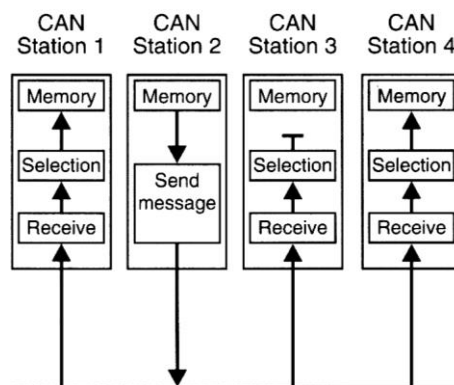 CAN
Station 1
CAN
Station 2
CAN
Station 3
CAN
Station 4
Memory
Memory
Memory
Memory
Selection
Send
message
Selection
Selection
Receive
Receive
Receive